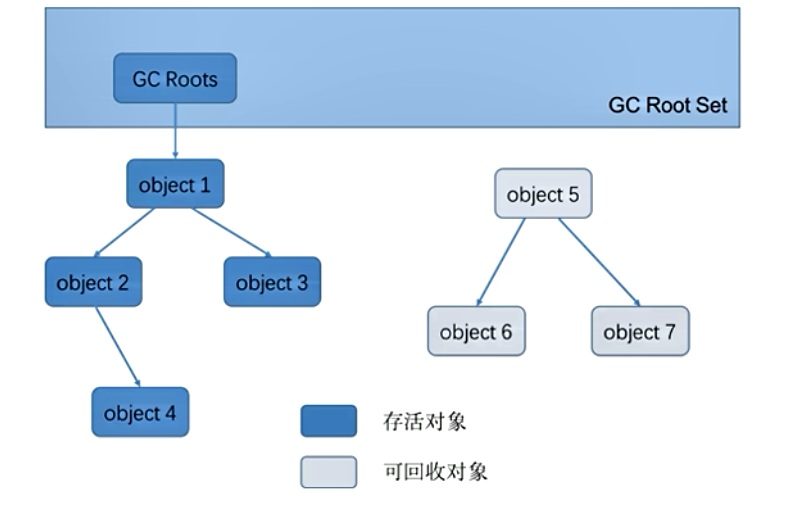 GC Roots
GC Root Set
object 1
object 5
object 2
object 3
object 6
object 7
object 4
存活对象
可回收对象